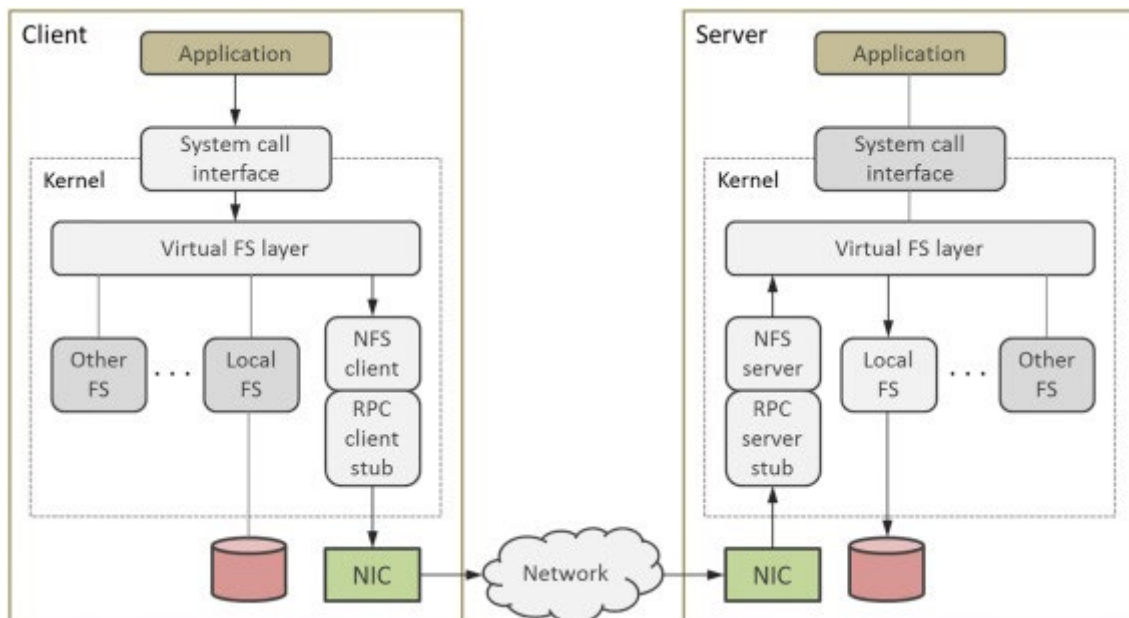 Client
Application
System call
interface
Kernel
Virtual FS layer
Other
FS
. . .
Local
FS
NFS
client
RPC
client
stub
NIC
Network
Server
Application
System call
interface
Kernel
Virtual FS layer
NFS
server
RPC
server
stub
Local
FS
. . .
Other
FS
NIC